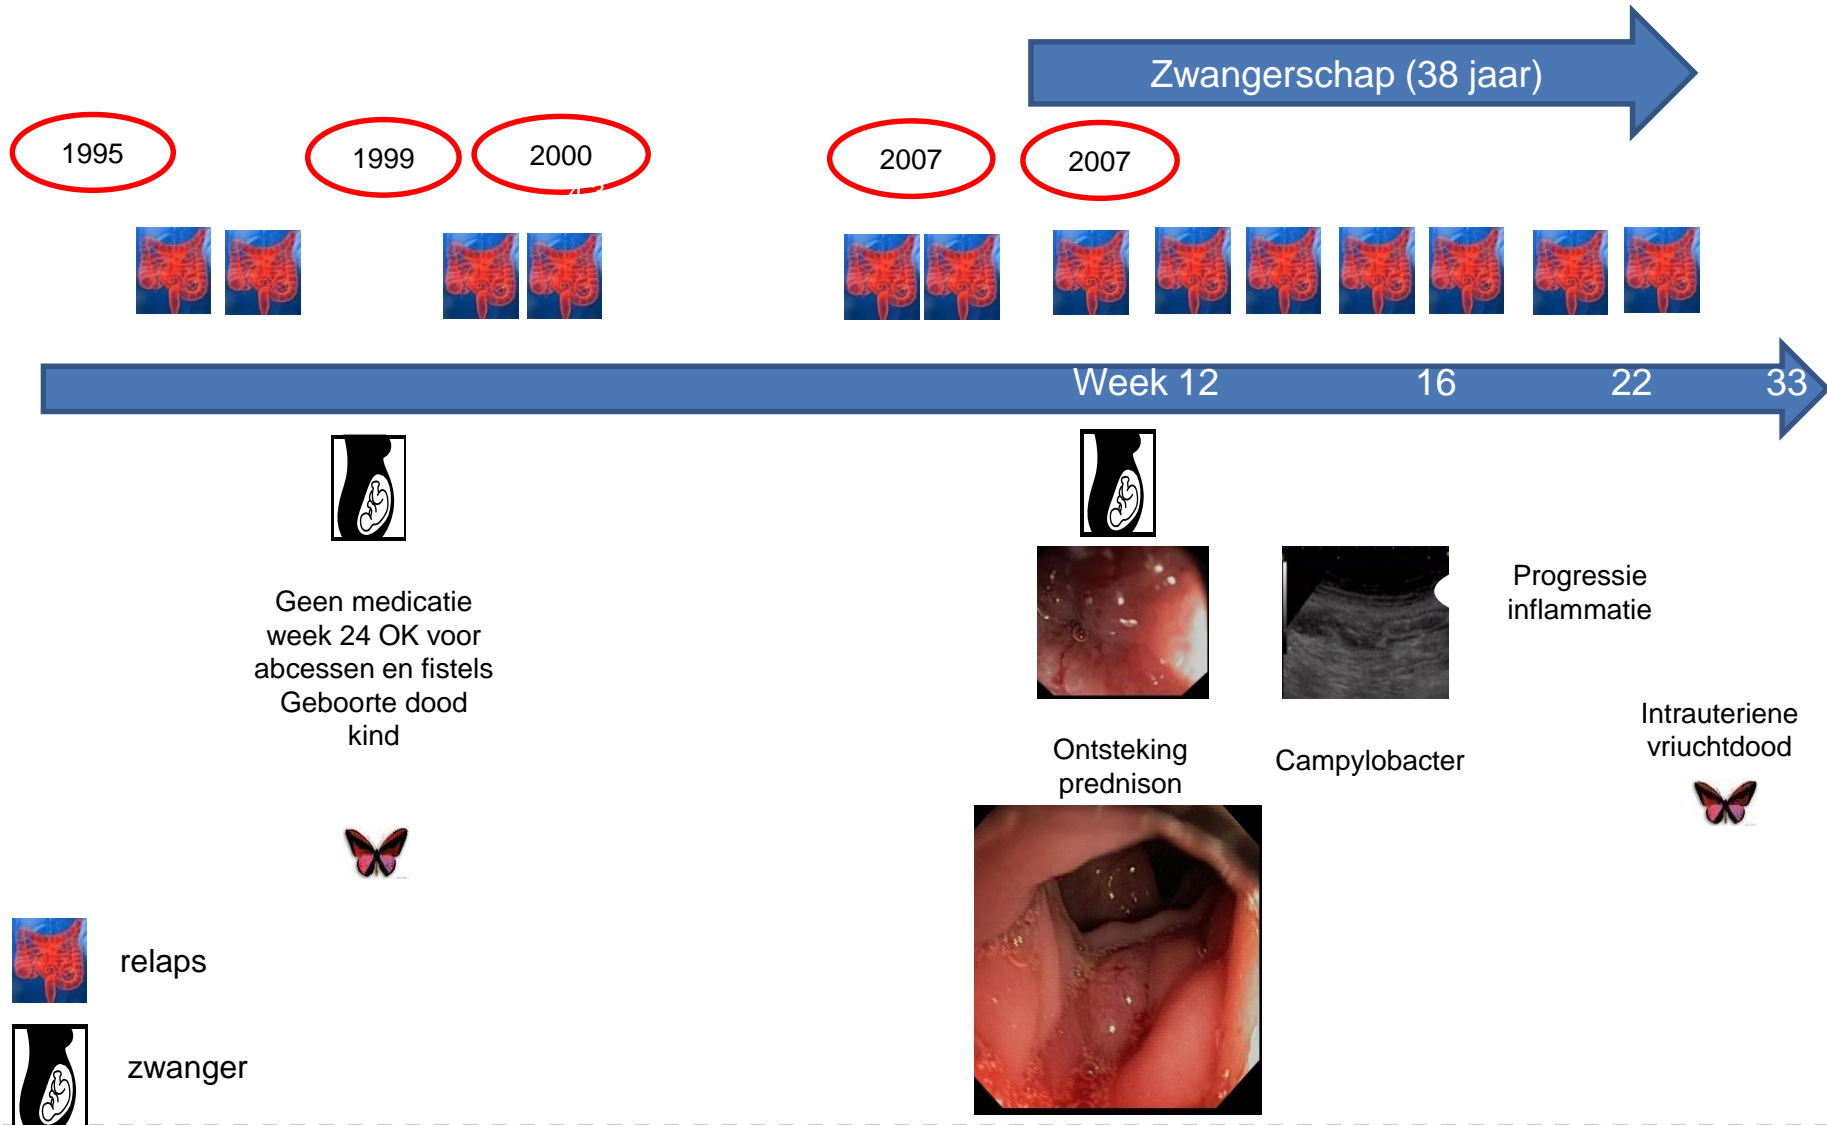 Zwangerschap (38 jaar)
1995
1999
2000
2007
2007
Week 12
16
22
33
Geen medicatie
week 24 OK voor
abcessen en fistels
Geboorte dood
kind
Ontsteking
prednison
Campylobacter
Progressie
inflammatie
Intrauteriene
vriuchtdood
relaps
zwanger